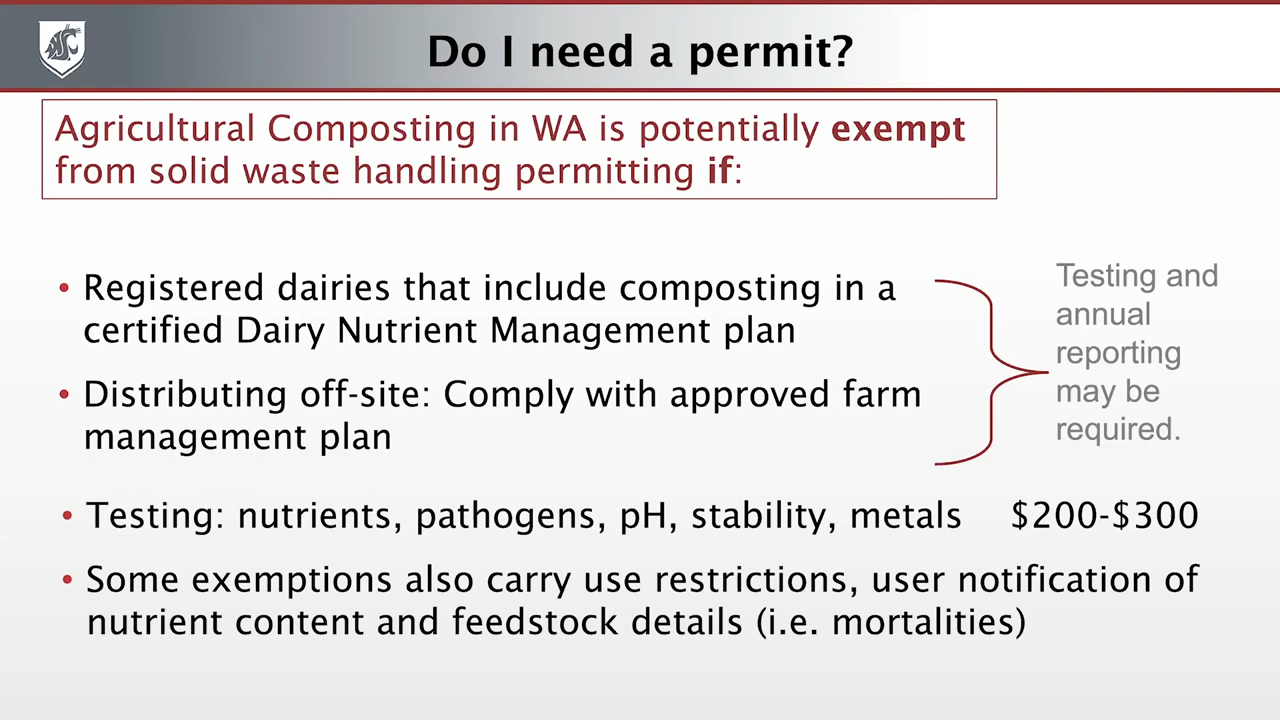 Do I need a permit?
Agricultural Composting in WA is potentially exempt
from solid waste handling permitting if:
• Registered dairies that include composting in a
certified Dairy Nutrient Management plan
• Distributing off-site: Comply with approved farm
management plan
Testing and
annual
reporting
may be
required.
• Testing: nutrients, pathogens, pH, stability, metals $200-$300
• Some exemptions also carry use restrictions, user notification of
nutrient content and feedstock details (i.e. mortalities)